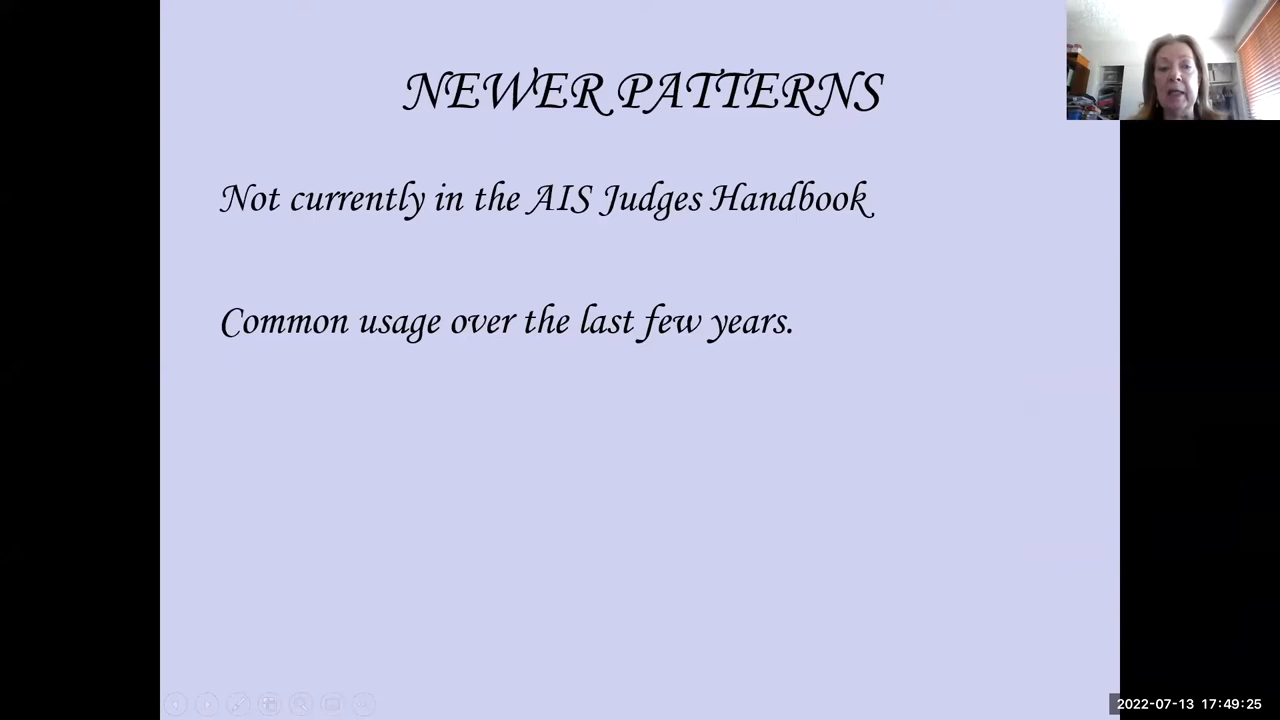 NEWER PATTERNS
Not currently in the AIS Judges Handbook
Common usage over the last few years.
2022-07-13 17:49:25